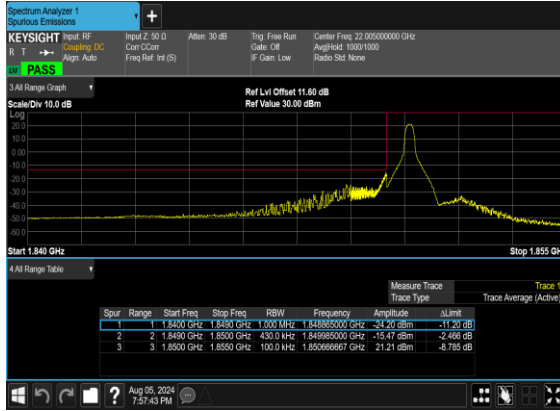 Spectrum Analyzer 1
Spurious Emissions
+
KEYSIGHT Input: RF Input Z: 50 Ω Atten: 30 dB Trig: Free Run Center Freq: 22.005000000 GHz
R T Coupling: DC Corr CCorr Gate: Off Avg|Hold: 1000/1000
Align: Auto Freq Ref: Int (S) IF Gain: Low Radio Std: None
PASS
3 All Range Graph Ref Lvl Offset 11.60 dB
Scale/Div 10.0 dB Ref Value 30.00 dBm
Log
20.0
10.0
0.00
-10.0
-20.0
-30.0
-40.0
-50.0
-60.0
Start 1.840 GHz Stop 1.855 GH
4 All Range Table
Measure Trace Trace 1
Trace Type Trace Average (Active)
Spur Range Start Freq Stop Freq RBW Frequency Amplitude ΔLimit
1 1 1.8400 GHz 1.8490 GHz 1.000 MHz 1.848865000 GHz -24.20 dBm -11.20 dB
2 2 1.8490 GHz 1.8500 GHz 430.0 kHz 1.849985000 GHz -15.47 dBm -2.466 dB
3 3 1.8500 GHz 1.8550 GHz 100.0 kHz 1.850666667 GHz 21.21 dBm -8.785 dB
? Aug 05, 2024
7:57:43 PM